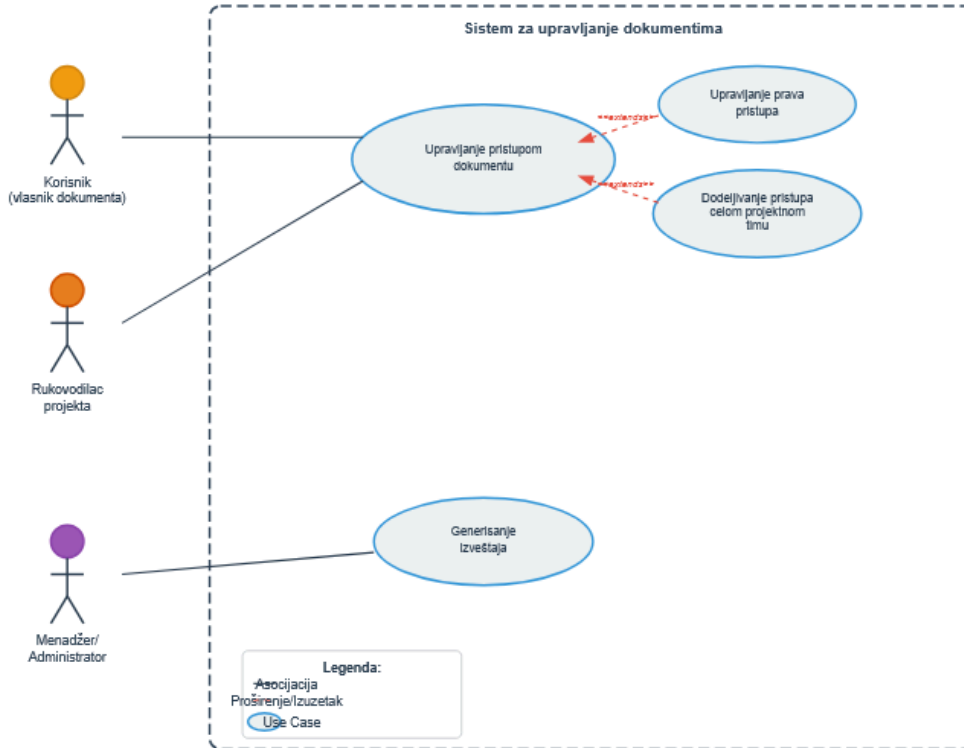 Sistem za upravljanje dokumentima
Korisnik
(vlasnik dokumenta)
Upravljanje pristupom
dokumentu
Upravljanje prava
pristupa
Dodeljivanje pristupa
celom projektnom
timu
Rukovodilac
projekta
Generisanje
izveštaja
Menadžer/
Administrator
Legenda:
Asocijacija
Proširenje/Izuzetak
Use Case